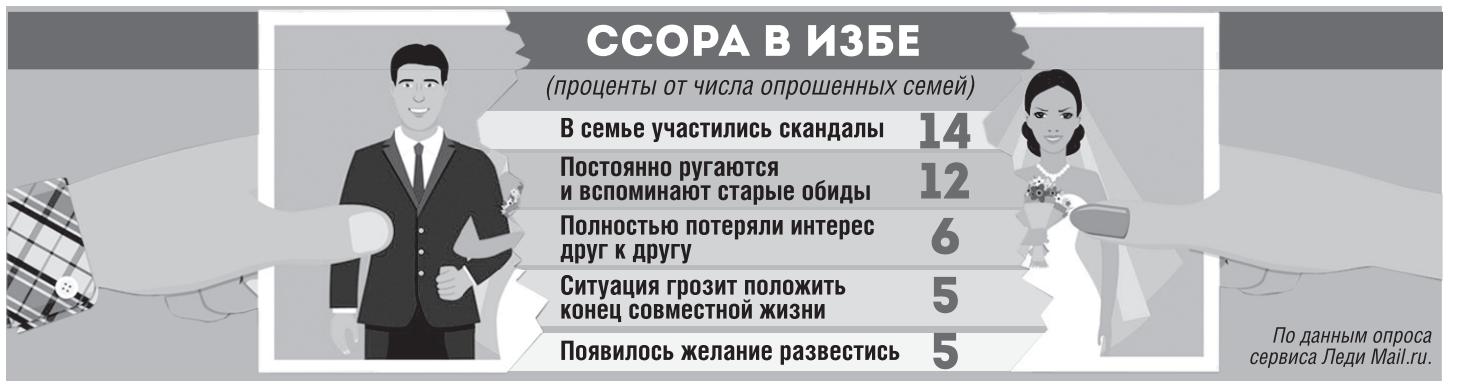 ССОРА В ИЗБЕ
(проценты от числа опрошенных семей)
В семье участились скандалы 14
Постоянно ругаются
и вспоминают старые обиды 12
Полностью потеряли интерес
друг к другу 6
Ситуация грозит положить
конец совместной жизни 5
Появилось желание развестись 5
По данным опроса
сервиса Леди Mail.ru.